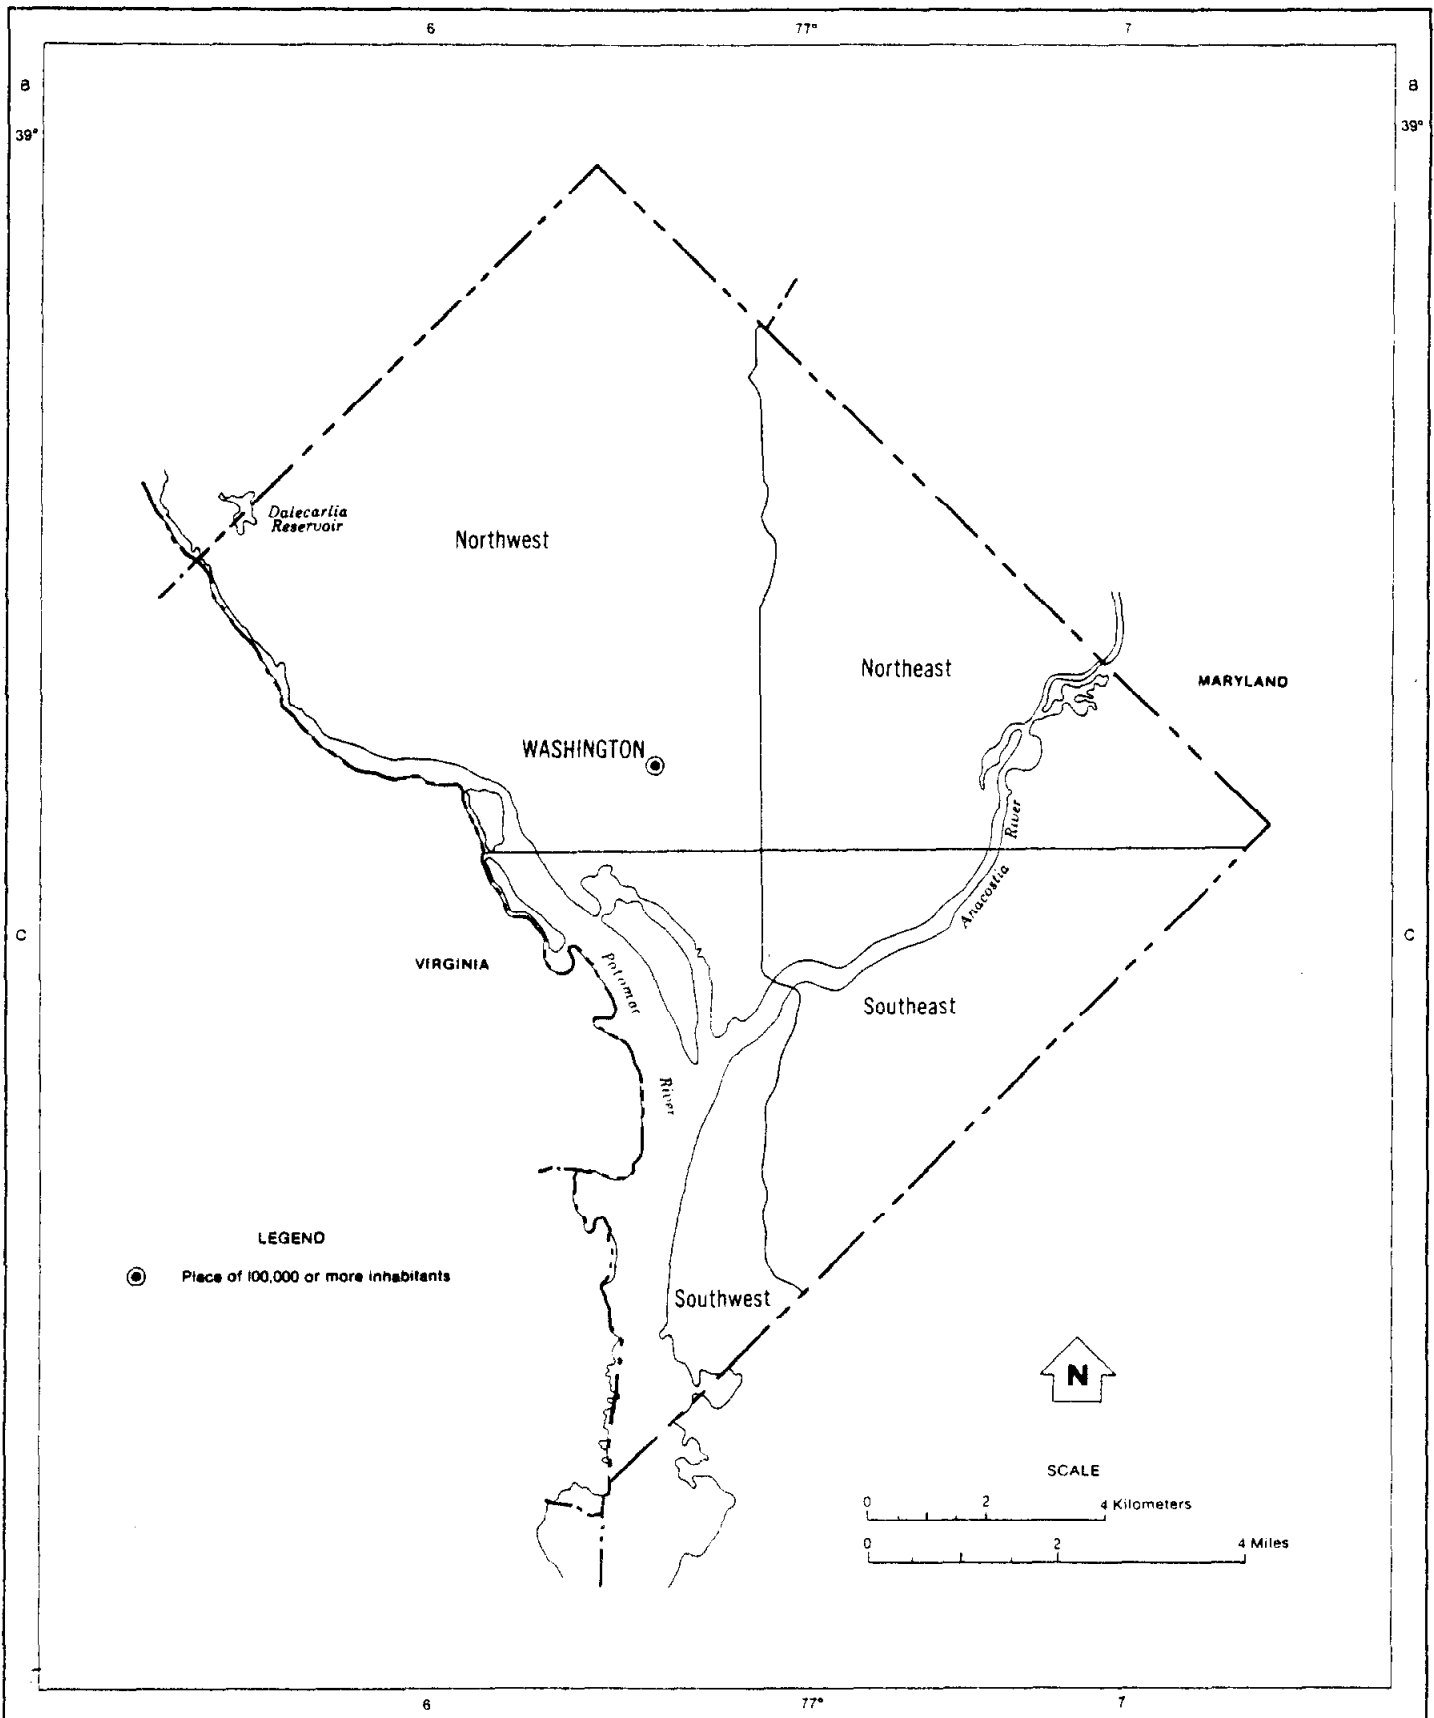 6 77° 7
B B
39° 39°
Dalecarlia
Reservoir
Northwest
Northeast
MARYLAND
WASHINGTON
Anacostia River
C C
VIRGINIA
Potomac River
Southeast
LEGEND
Place of 100,000 or more inhabitants
Southwest
N
SCALE
0 2 4 Kilometers
0 2 4 Miles
6 77° 7